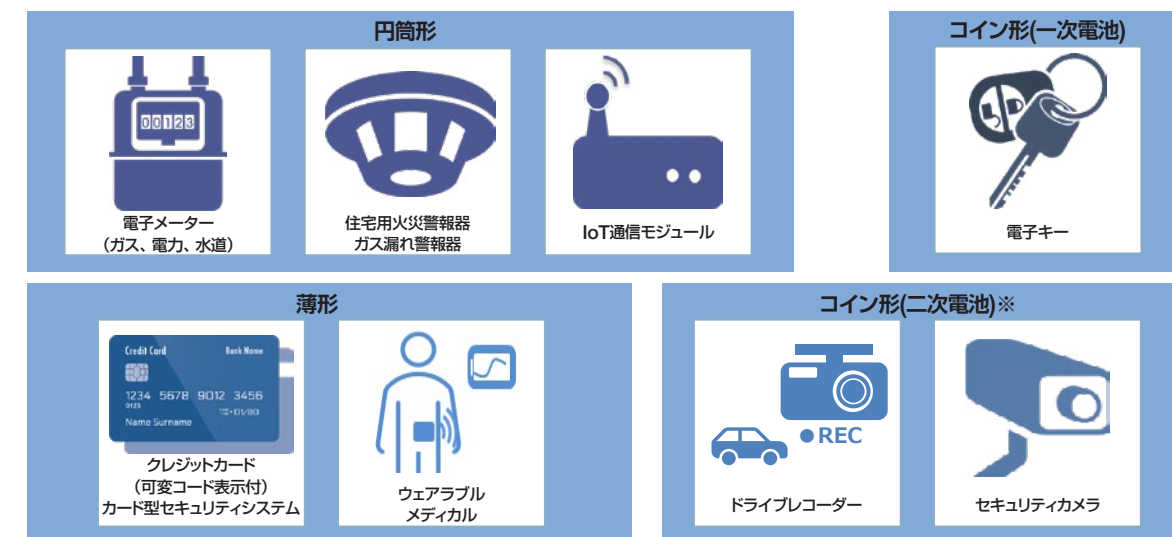 円筒形
00123
電子メーター
(ガス、電力、水道)
住宅用火災警報器
ガス漏れ警報器
IoT通信モジュール
コイン形(一次電池)
電子キー
薄形
Credit Card
Bank Name
1234 5678 9012 3456
0123
01/80
Name Surname
クレジットカード
(可変コード表示付)
カード型セキュリティシステム
ウェアラブル
メディカル
コイン形(二次電池)※
●REC
ドライブレコーダー
セキュリティカメラ